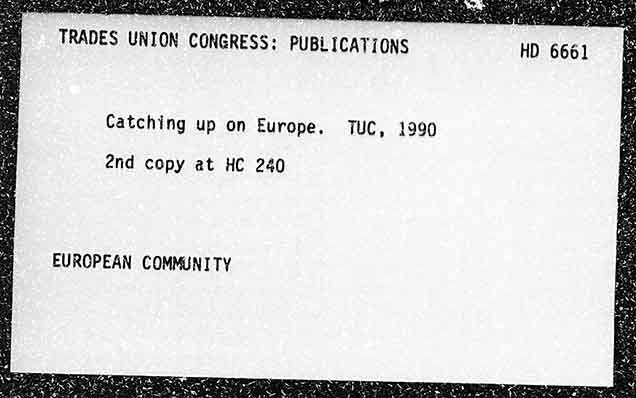 TRADES UNION CONGRESS: PUBLICATIONS HD 6661
Catching up on Europe. TUC, 1990
2nd copy at HC 240
EUROPEAN COMMUNITY